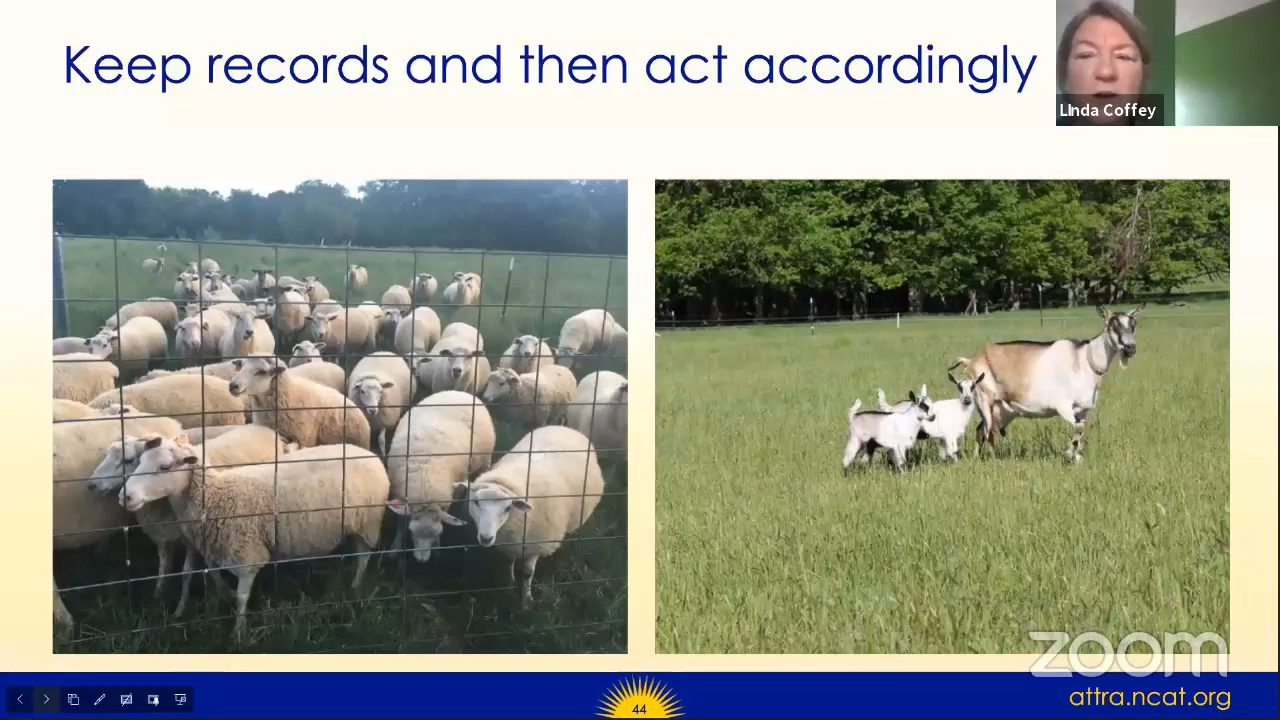 Keep records and then act accordingly
LInda Coffey
zoom
44
attra.ncat.org